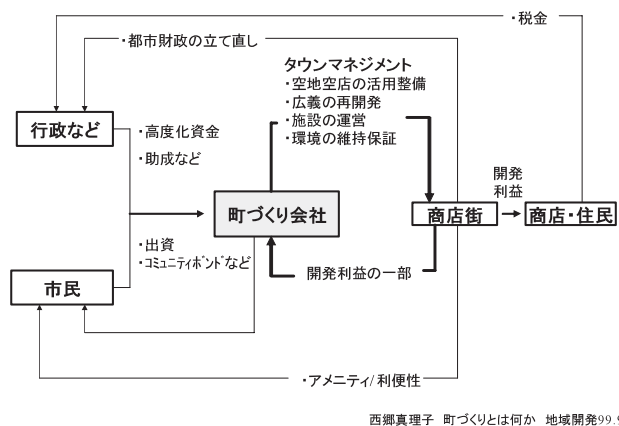 ・税金
・都市財政の立て直し
タウンマネジメント
・空地空店の活用整備
・広義の再開発
・施設の運営
・環境の維持保証
行政など
・高度化資金
・助成など
開発
利益
町づくり会社
商店街
商店・住民
・出資
・コミュニティボンドなど
開発利益の一部
市民
・アメニティ/利便性
西郷真理子 町づくりとは何か 地域開発99.9